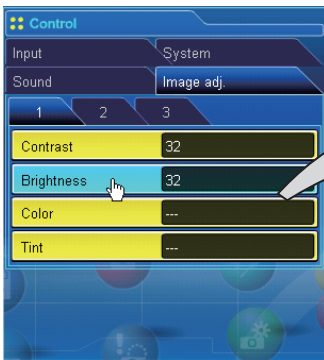 Control
Input System
Sound Image adj.
1 2 3
Contrast 32
Brightness 32
Color ---
Tint ---